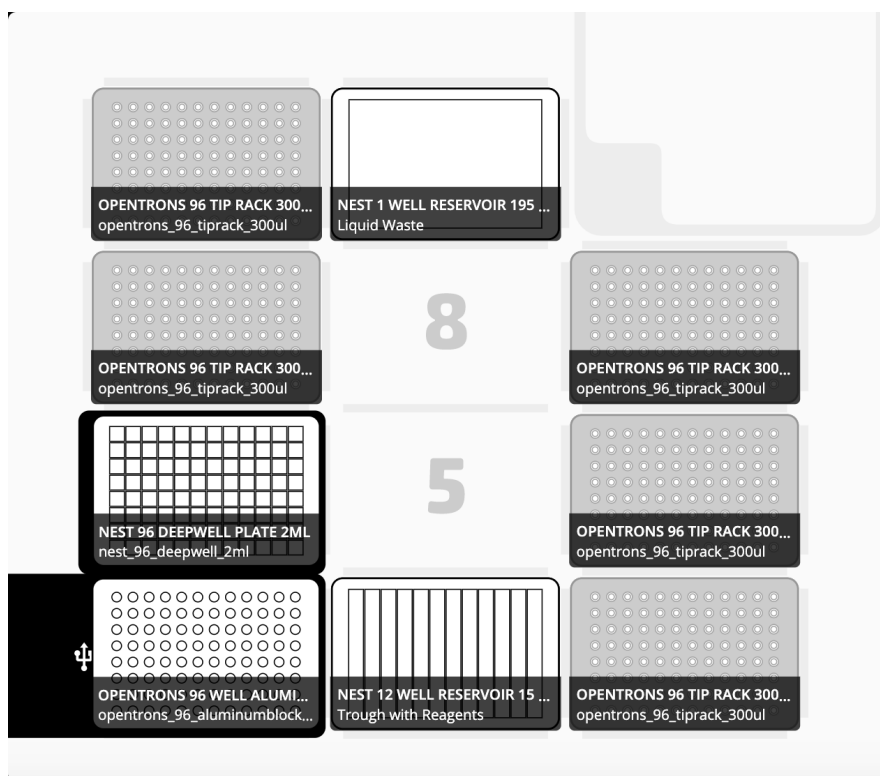 OPENTRONS 96 TIP RACK 300...
opentrons_96_tiprack_300ul
NEST 1 WELL RESERVOIR 195 ...
Liquid Waste
OPENTRONS 96 TIP RACK 300...
opentrons_96_tiprack_300ul
8
OPENTRONS 96 TIP RACK 300...
opentrons_96_tiprack_300ul
NEST 96 DEEPWELL PLATE 2ML
nest_96_deepwell_2ml
5
OPENTRONS 96 TIP RACK 300...
opentrons_96_tiprack_300ul
OPENTRONS 96 WELL ALUMI...
opentrons_96_aluminumblock...
NEST 12 WELL RESERVOIR 15 ...
Trough with Reagents
OPENTRONS 96 TIP RACK 300...
opentrons_96_tiprack_300ul